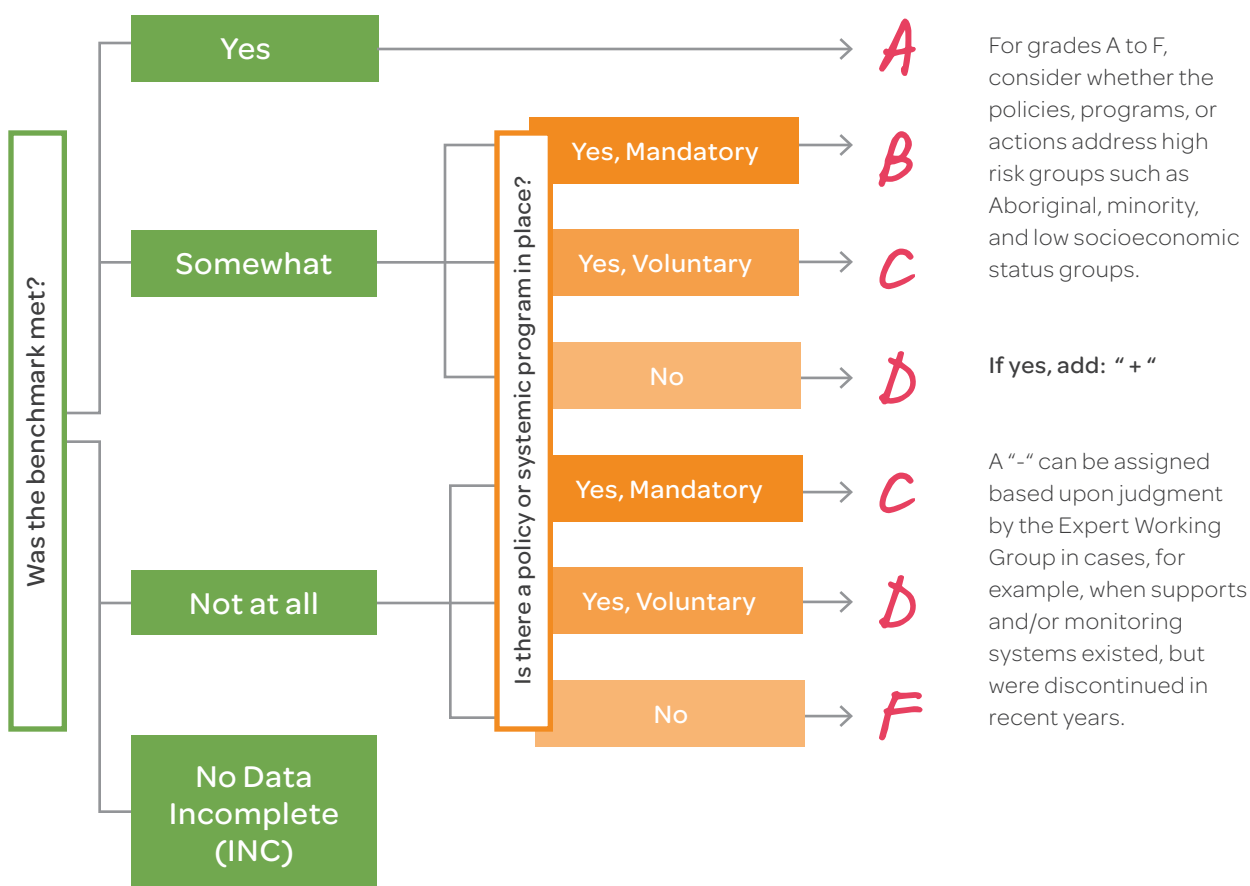 Was the benchmark met?
Yes
A
Somewhat
Is there a policy or systemic program in place?
Yes, Mandatory
B
Yes, Voluntary
C
No
D
Not at all
Yes, Mandatory
C
Yes, Voluntary
D
No
F
No Data
Incomplete
(INC)
For grades A to F,
consider whether the
policies, programs, or
actions address high
risk groups such as
Aboriginal, minority,
and low socioeconomic
status groups.
If yes, add: “ + “
A “-“ can be assigned
based upon judgment
by the Expert Working
Group in cases, for
example, when supports
and/or monitoring
systems existed, but
were discontinued in
recent years.